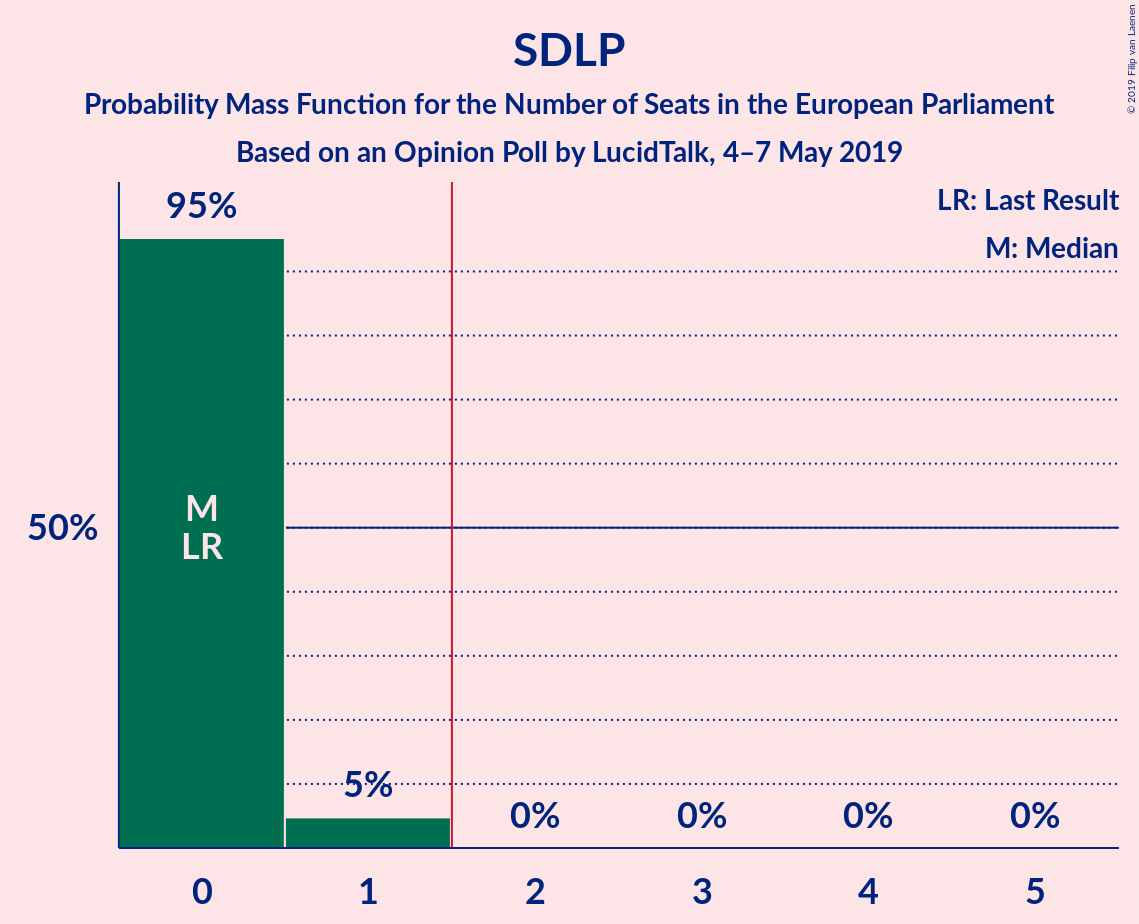 SDLP
Probability Mass Function for the Number of Seats in the European Parliament
Based on an Opinion Poll by LucidTalk, 4–7 May 2019
© 2019 Filip van Laenen
LR: Last Result
M: Median
95%
M
LR
50%
5%
0%
0%
0%
0%
0
1
2
3
4
5